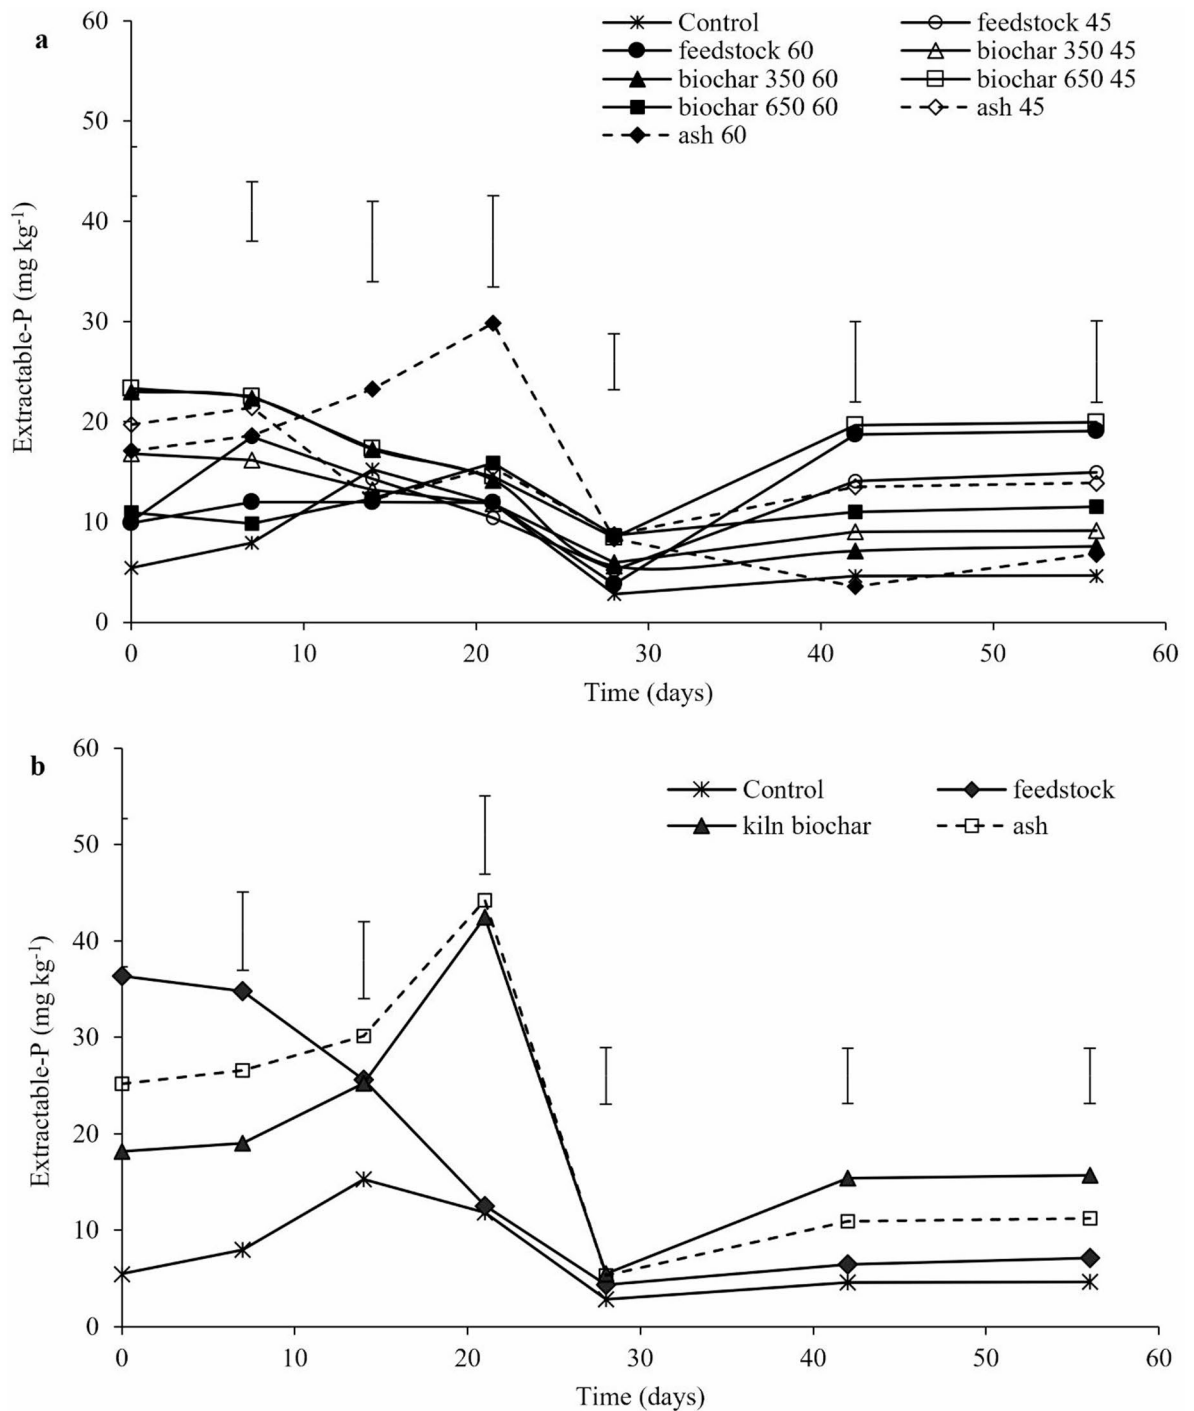 a
60
50
40
30
20
10
0
Extractable-P (mg kg-1)
Control
feedstock 45
feedstock 60
biochar 350 45
biochar 350 60
biochar 650 45
biochar 650 60
ash 45
ash 60
0 10 20 30 40 50 60
Time (days)
b
60
50
40
30
20
10
0
Extractable-P (mg kg-1)
Control
feedstock
kiln biochar
ash
0 10 20 30 40 50 60
Time (days)